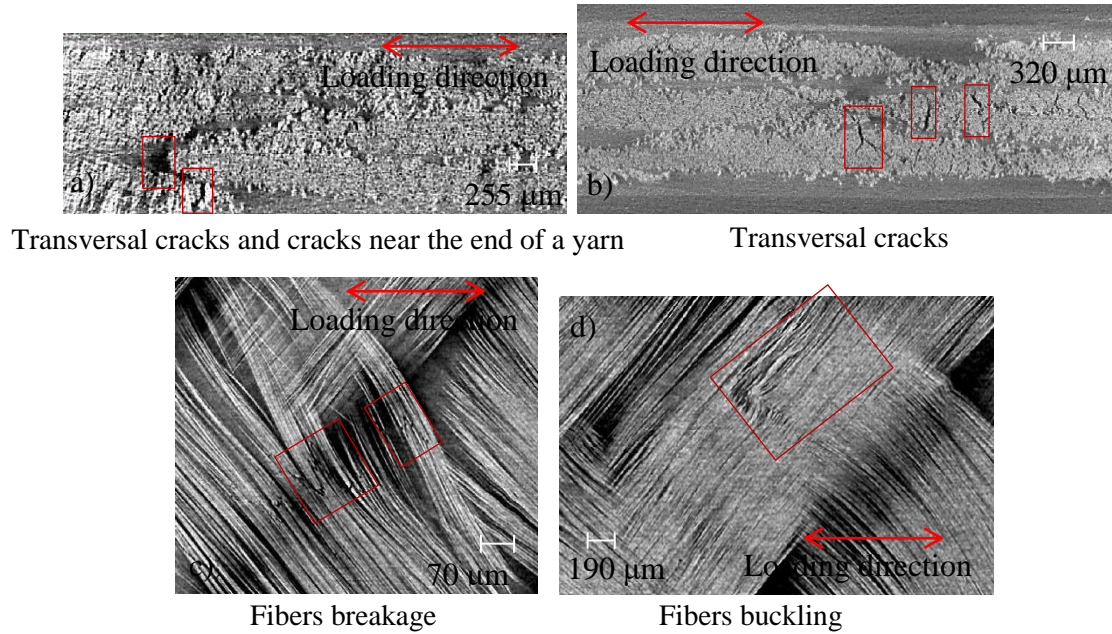 Loading direction
a)
255 μm
Transversal cracks and cracks near the end of a yarn
Loading direction
320 μm
b)
Transversal cracks
Loading direction
c)
70 μm
Fibers breakage
d)
190 μm
Loading direction
Fibers buckling